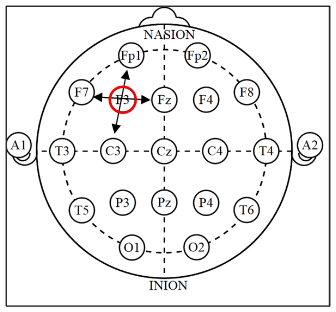 NASION
Fp1 Fp2
F7 F3 Fz F4 F8
A1 T3 C3 Cz C4 T4 A2
T5 P3 Pz P4 T6
O1 O2
INION